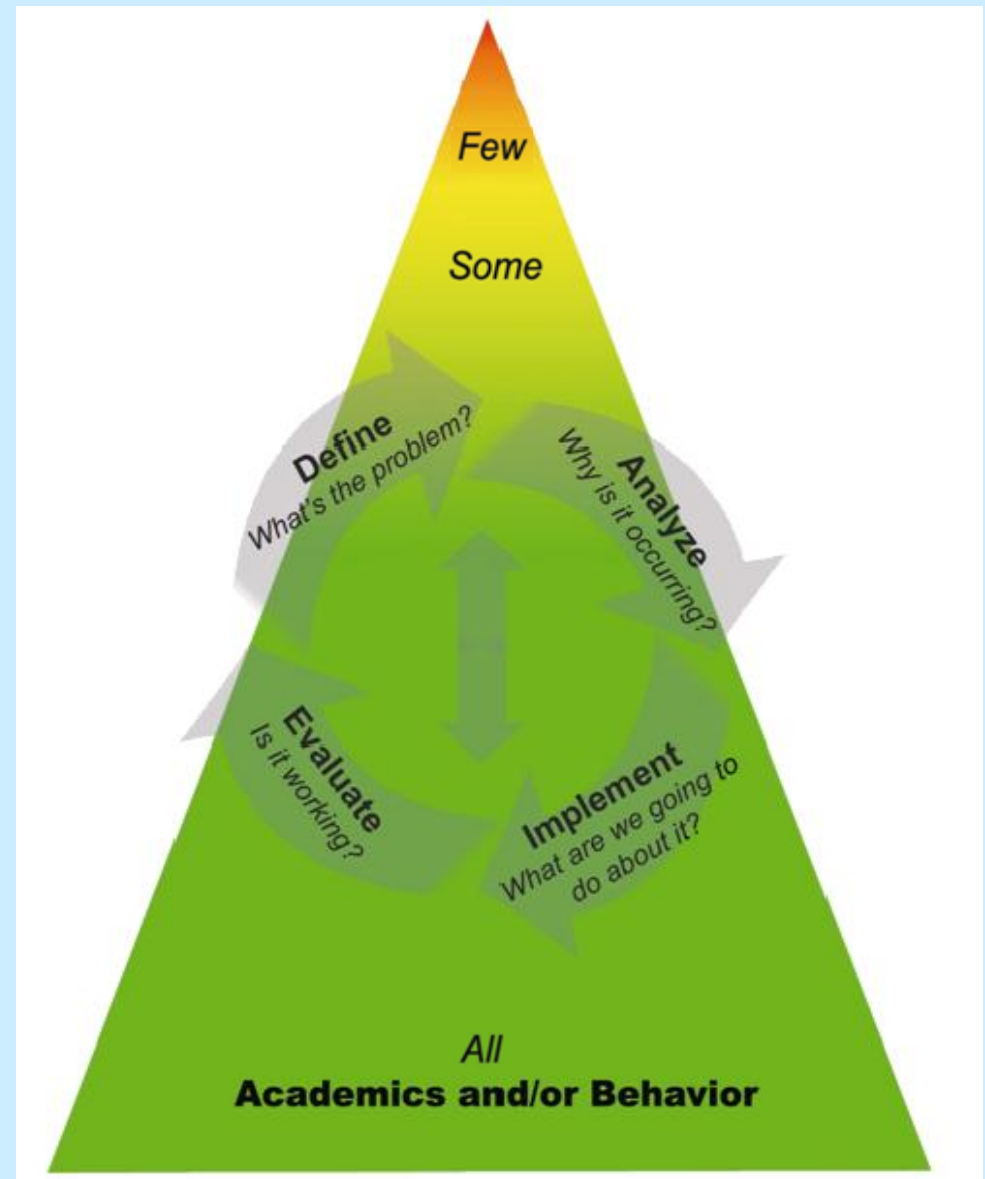 Few
Some
Define
What's the problem?
Analyze
Why is it occurring?
Implement
What are we going to
do about it?
Evaluate
Is it working?
All
Academics and/or Behavior